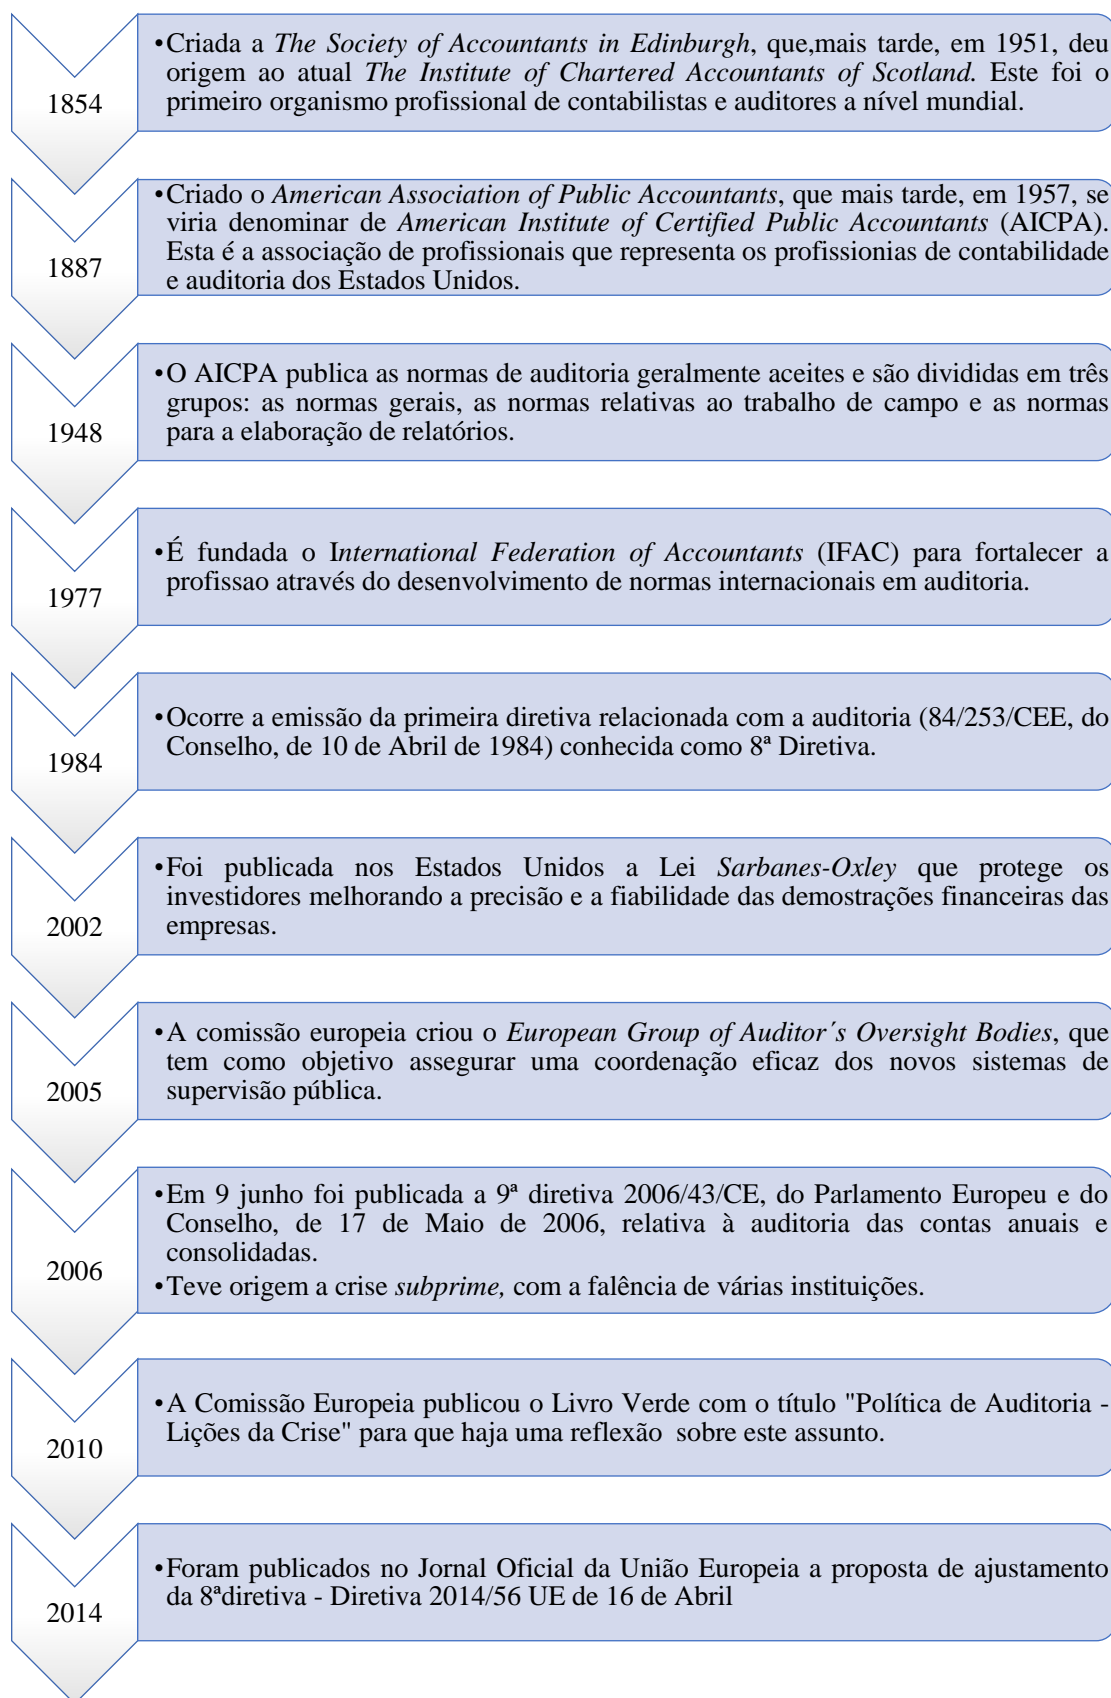 1854
•Criada a The Society of Accountants in Edinburgh, que,mais tarde, em 1951, deu
origem ao atual The Institute of Chartered Accountants of Scotland. Este foi o
primeiro organismo profissional de contabilistas e auditores a nível mundial.
1887
•Criado o American Association of Public Accountants, que mais tarde, em 1957, se
viria denominar de American Institute of Certified Public Accountants (AICPA).
Esta é a associação de profissionais que representa os profissionias de contabilidade
e auditoria dos Estados Unidos.
1948
•O AICPA publica as normas de auditoria geralmente aceites e são divididas em três
grupos: as normas gerais, as normas relativas ao trabalho de campo e as normas
para a elaboração de relatórios.
1977
•É fundada o International Federation of Accountants (IFAC) para fortalecer a
profissao através do desenvolvimento de normas internacionais em auditoria.
1984
•Ocorre a emissão da primeira diretiva relacionada com a auditoria (84/253/CEE, do
Conselho, de 10 de Abril de 1984) conhecida como 8ª Diretiva.
2002
•Foi publicada nos Estados Unidos a Lei Sarbanes-Oxley que protege os
investidores melhorando a precisão e a fiabilidade das demostrações financeiras das
empresas.
2005
•A comissão europeia criou o European Group of Auditor´s Oversight Bodies, que
tem como objetivo assegurar uma coordenação eficaz dos novos sistemas de
supervisão pública.
2006
•Em 9 junho foi publicada a 9ª diretiva 2006/43/CE, do Parlamento Europeu e do
Conselho, de 17 de Maio de 2006, relativa à auditoria das contas anuais e
consolidadas.
•Teve origem a crise subprime, com a falência de várias instituições.
2010
•A Comissão Europeia publicou o Livro Verde com o título "Política de Auditoria -
Lições da Crise" para que haja uma reflexão  sobre este assunto.
2014
•Foram publicados no Jornal Oficial da União Europeia a proposta de ajustamento
da 8ªdiretiva - Diretiva 2014/56 UE de 16 de Abril